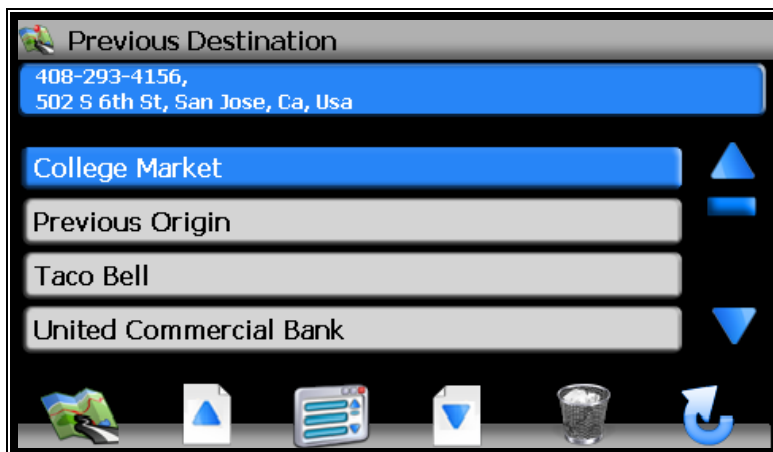 Previous Destination
408-293-4156,
502 S 6th St, San Jose, Ca, Usa
College Market
Previous Origin
Taco Bell
United Commercial Bank